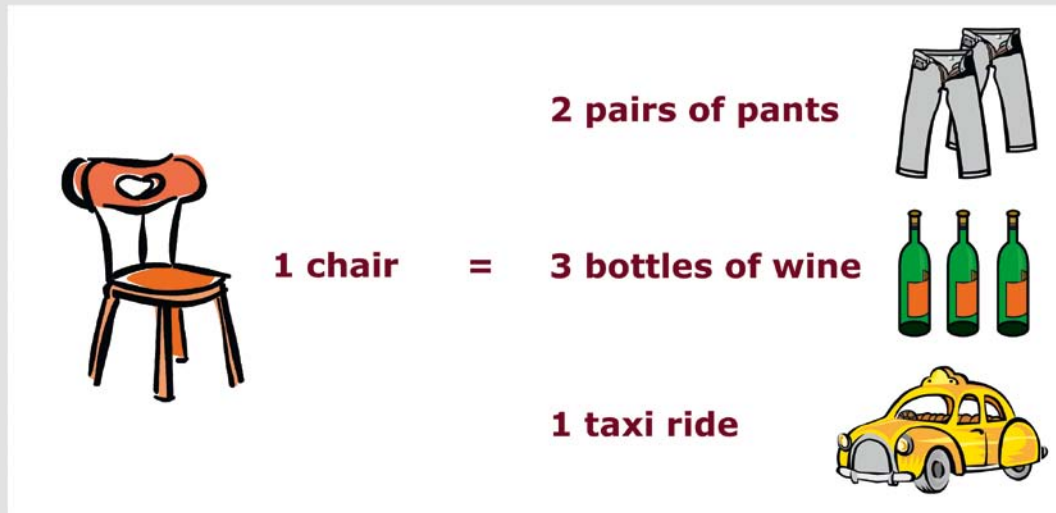 2 pairs of pants
1 chair = 3 bottles of wine
1 taxi ride